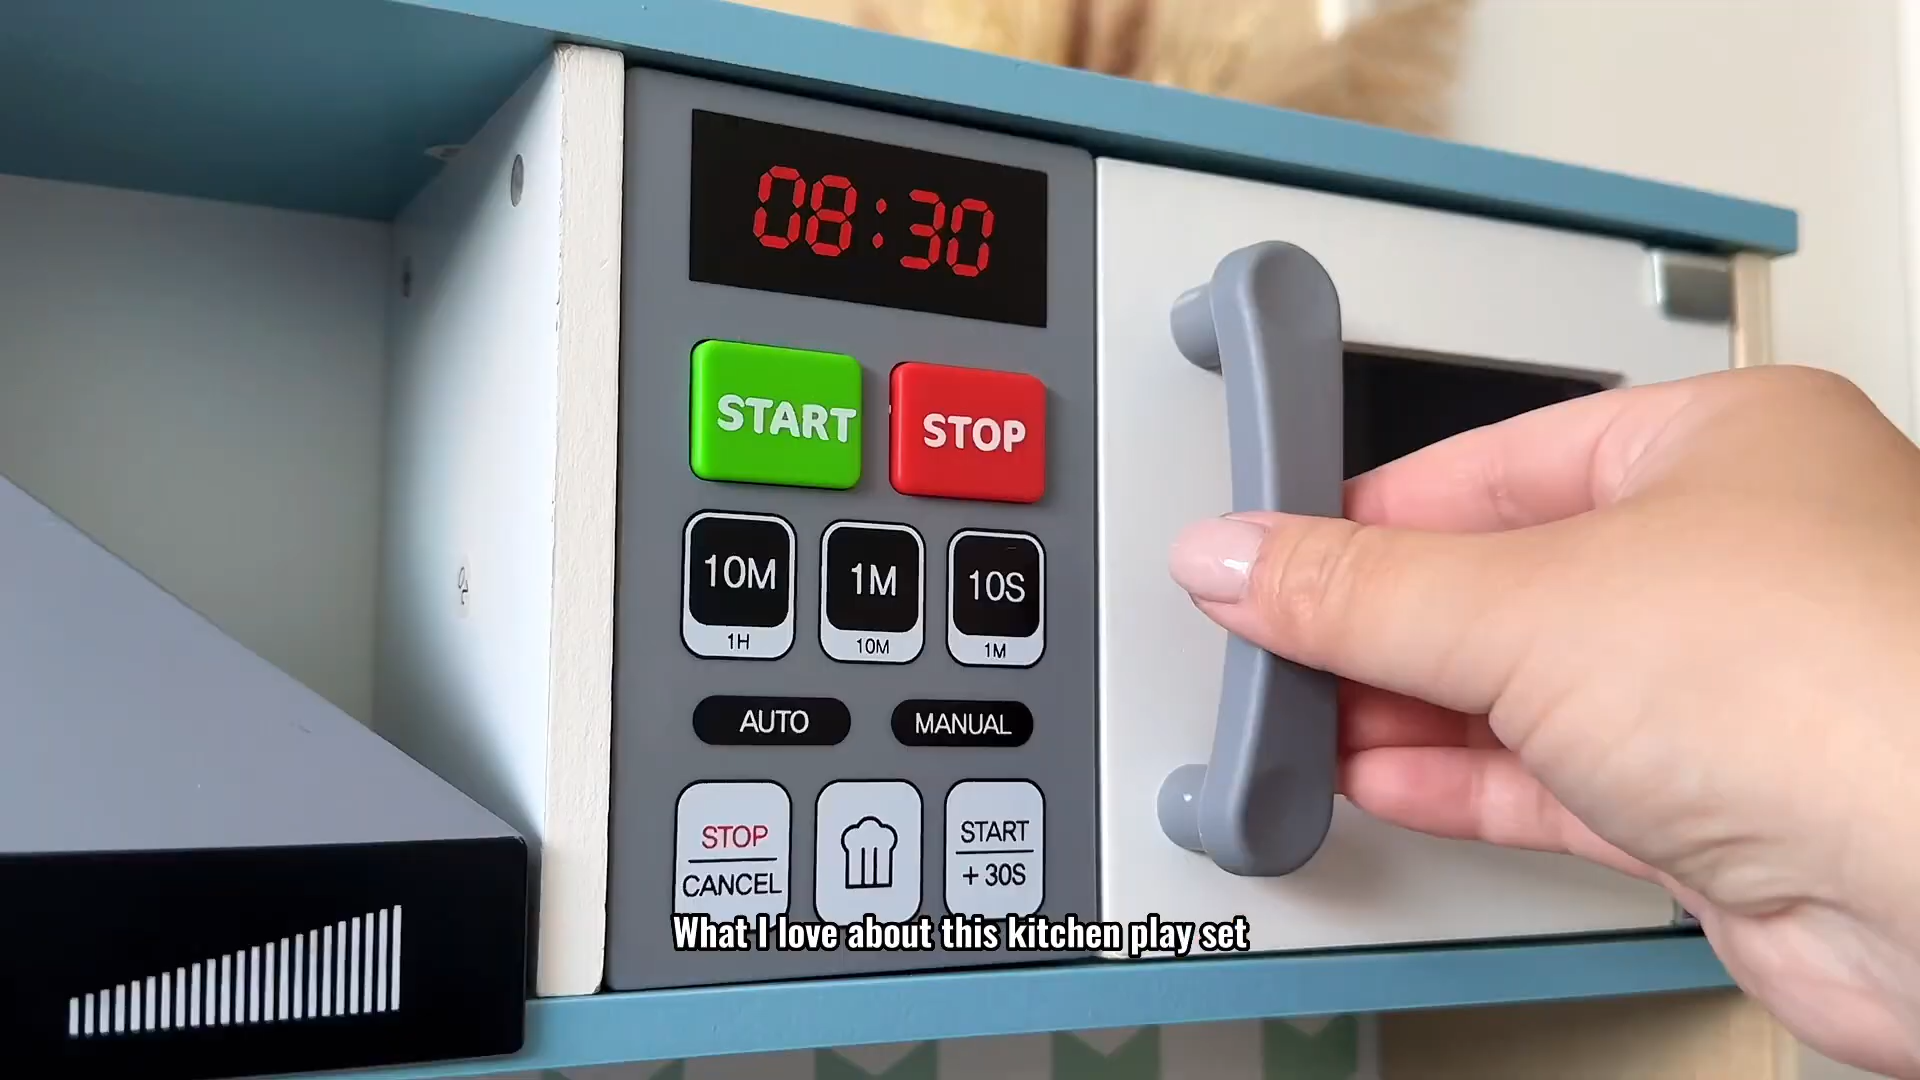 08:30
START
STOP
10M
1H
1M
10M
10S
1M
AUTO
MANUAL
STOP
CANCEL
START
+ 30S
What I love about this kitchen play set